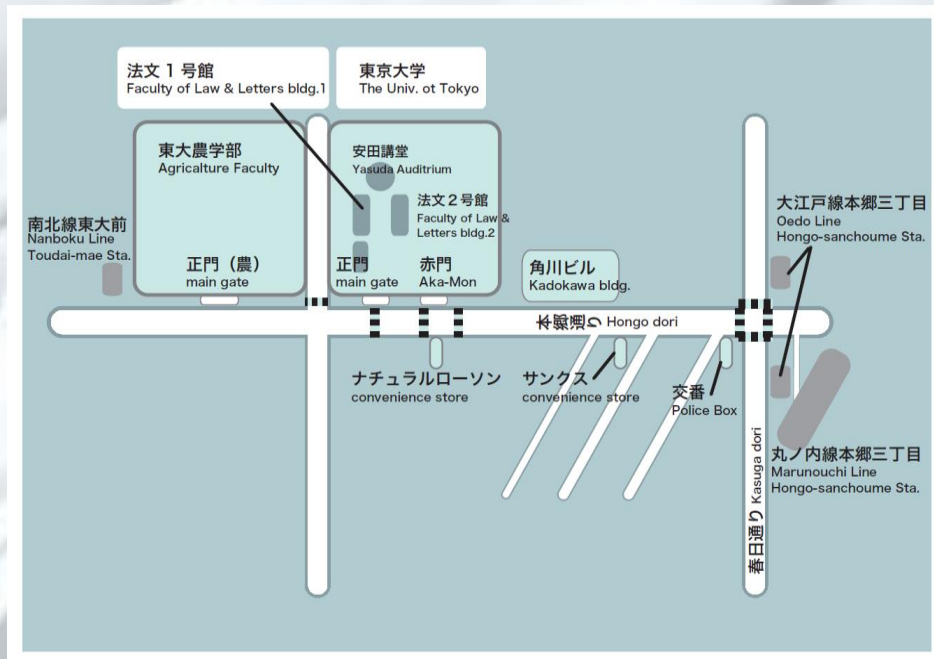 法文 1 号館
Faculty of Law & Letters bldg.1
東京大学
The Univ. ot Tokyo
東大農学部
Agricalture Faculty
安田講堂
Yasuda Auditrium
法文 2 号館
Faculty of Law &
Letters bldg.2
南北線東大前
Nanboku Line
Toudai-mae Sta.
大江戸線本郷三丁目
Oedo Line
Hongo-sanchoume Sta.
正門（農）
main gate
正門
main gate
赤門
Aka-Mon
角川ビル
Kadokawa bldg.
本郷通り Hongo dori
ナチュラルローソン
convenience store
サンクス
convenience store
交番
Police Box
丸ノ内線本郷三丁目
Marunouchi Line
Hongo-sanchoume Sta.
春日通り Kasuga dori